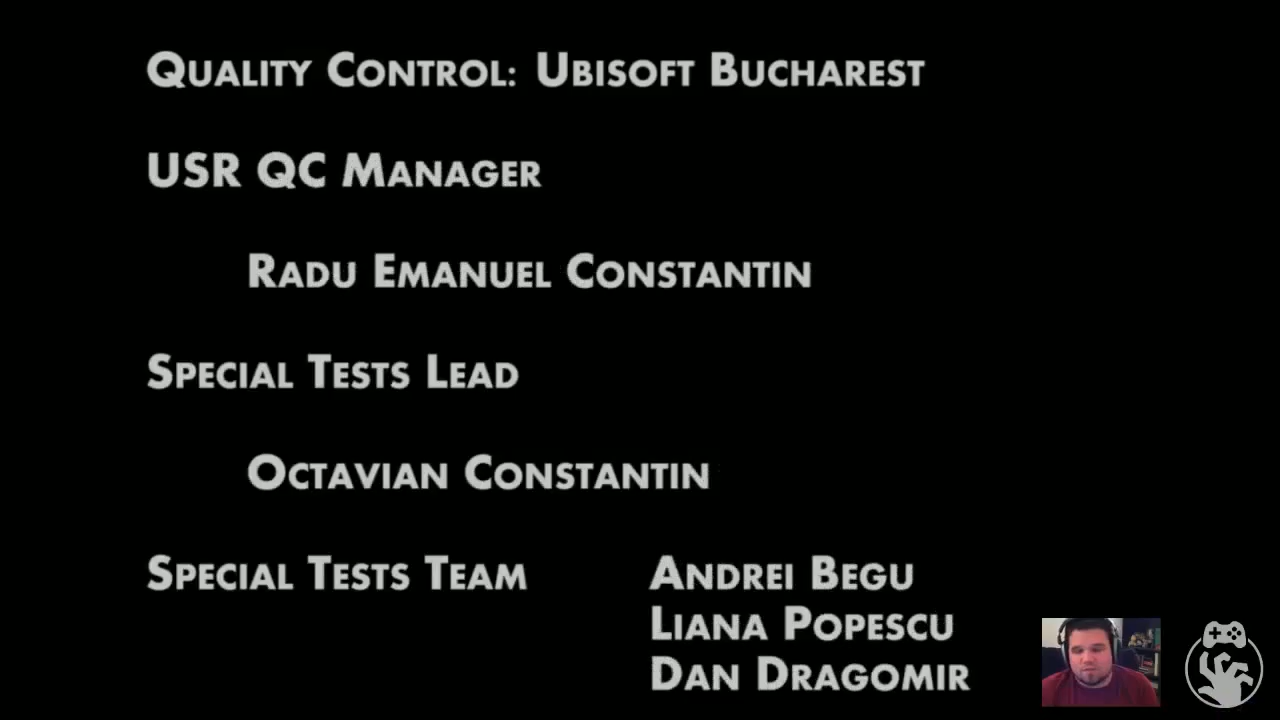 Quality Control: Ubisoft Bucharest
USR QC Manager
Radu Emanuel Constantin
Special Tests Lead
Octavian Constantin
Special Tests Team Andrei Begu
Liana Popescu
Dan Dragomir